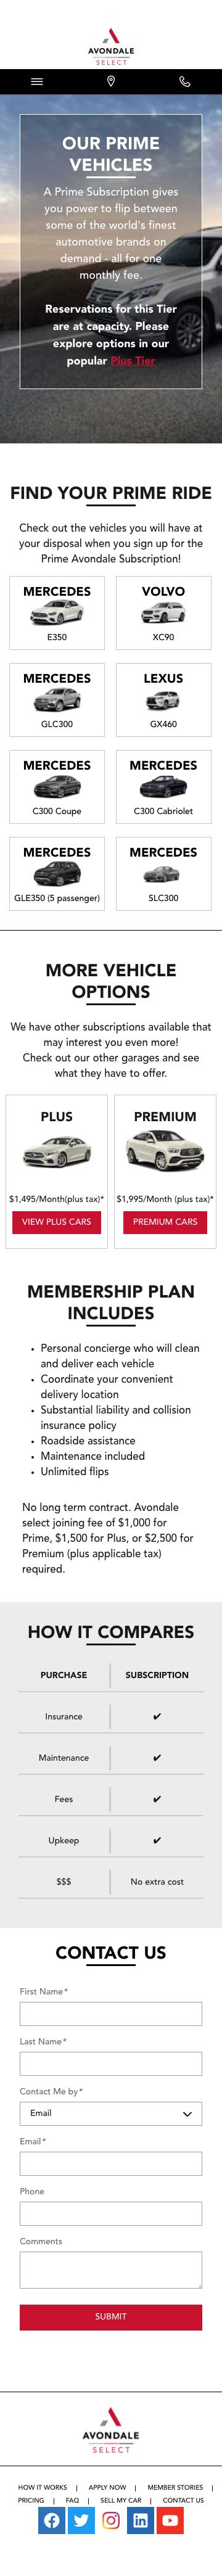 AVONDALE
SELECT
OUR PRIME
VEHICLES
A Prime Subscription gives
you power to flip between
some of the world's finest
automotive brands on
demand - all for one
monthly fee.
Reservations for this Tier
are at capacity. Please
explore options in our
popular Plus Tier
FIND YOUR PRIME RIDE
Check out the vehicles you will have at
your disposal when you sign up for the
Prime Avondale Subscription!
MERCEDES
E350
VOLVO
XC90
MERCEDES
GLC300
LEXUS
GX460
MERCEDES
C300 Coupe
MERCEDES
C300 Cabriolet
MERCEDES
GLE350 (5 passenger)
MERCEDES
SLC300
MORE VEHICLE
OPTIONS
We have other subscriptions available that
may interest you even more!
Check out our other garages and see
what they have to offer.
PLUS
$1,495/Month(plus tax)*
VIEW PLUS CARS
PREMIUM
$1,995/Month (plus tax)*
PREMIUM CARS
MEMBERSHIP PLAN
INCLUDES
• Personal concierge who will clean
and deliver each vehicle
• Coordinate your convenient
delivery location
• Substantial liability and collision
insurance policy
• Roadside assistance
• Maintenance included
• Unlimited flips
No long term contract. Avondale
select joining fee of $1,000 for
Prime, $1,500 for Plus, or $2,500 for
Premium (plus applicable tax)
required.
HOW IT COMPARES
PURCHASE SUBSCRIPTION
Insurance ✔
Maintenance ✔
Fees ✔
Upkeep ✔
$$$ No extra cost
CONTACT US
First Name*
Last Name*
Contact Me by*
Email
Email*
Phone
Comments
SUBMIT
AVONDALE
SELECT
HOW IT WORKS | APPLY NOW | MEMBER STORIES |
PRICING | FAQ | SELL MY CAR | CONTACT US